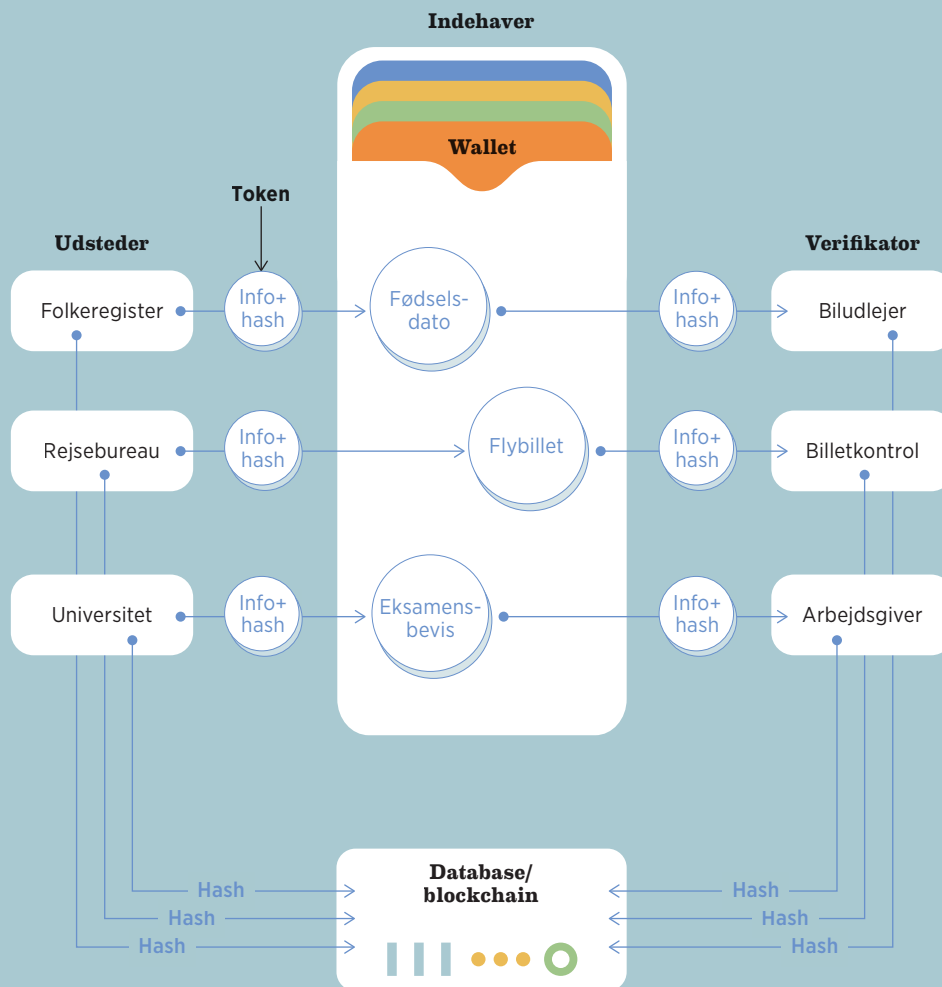 Indehaver
Wallet
Token
Udsteder
Verifikator
Folkeregister
Info+
hash
Fødsels-
dato
Info+
hash
Biludlejer
Rejsebureau
Info+
hash
Flybillet
Info+
hash
Billetkontrol
Universitet
Info+
hash
Eksamens-
bevis
Info+
hash
Arbejdsgiver
Database/
blockchain
Hash
Hash
Hash
Hash
Hash
Hash